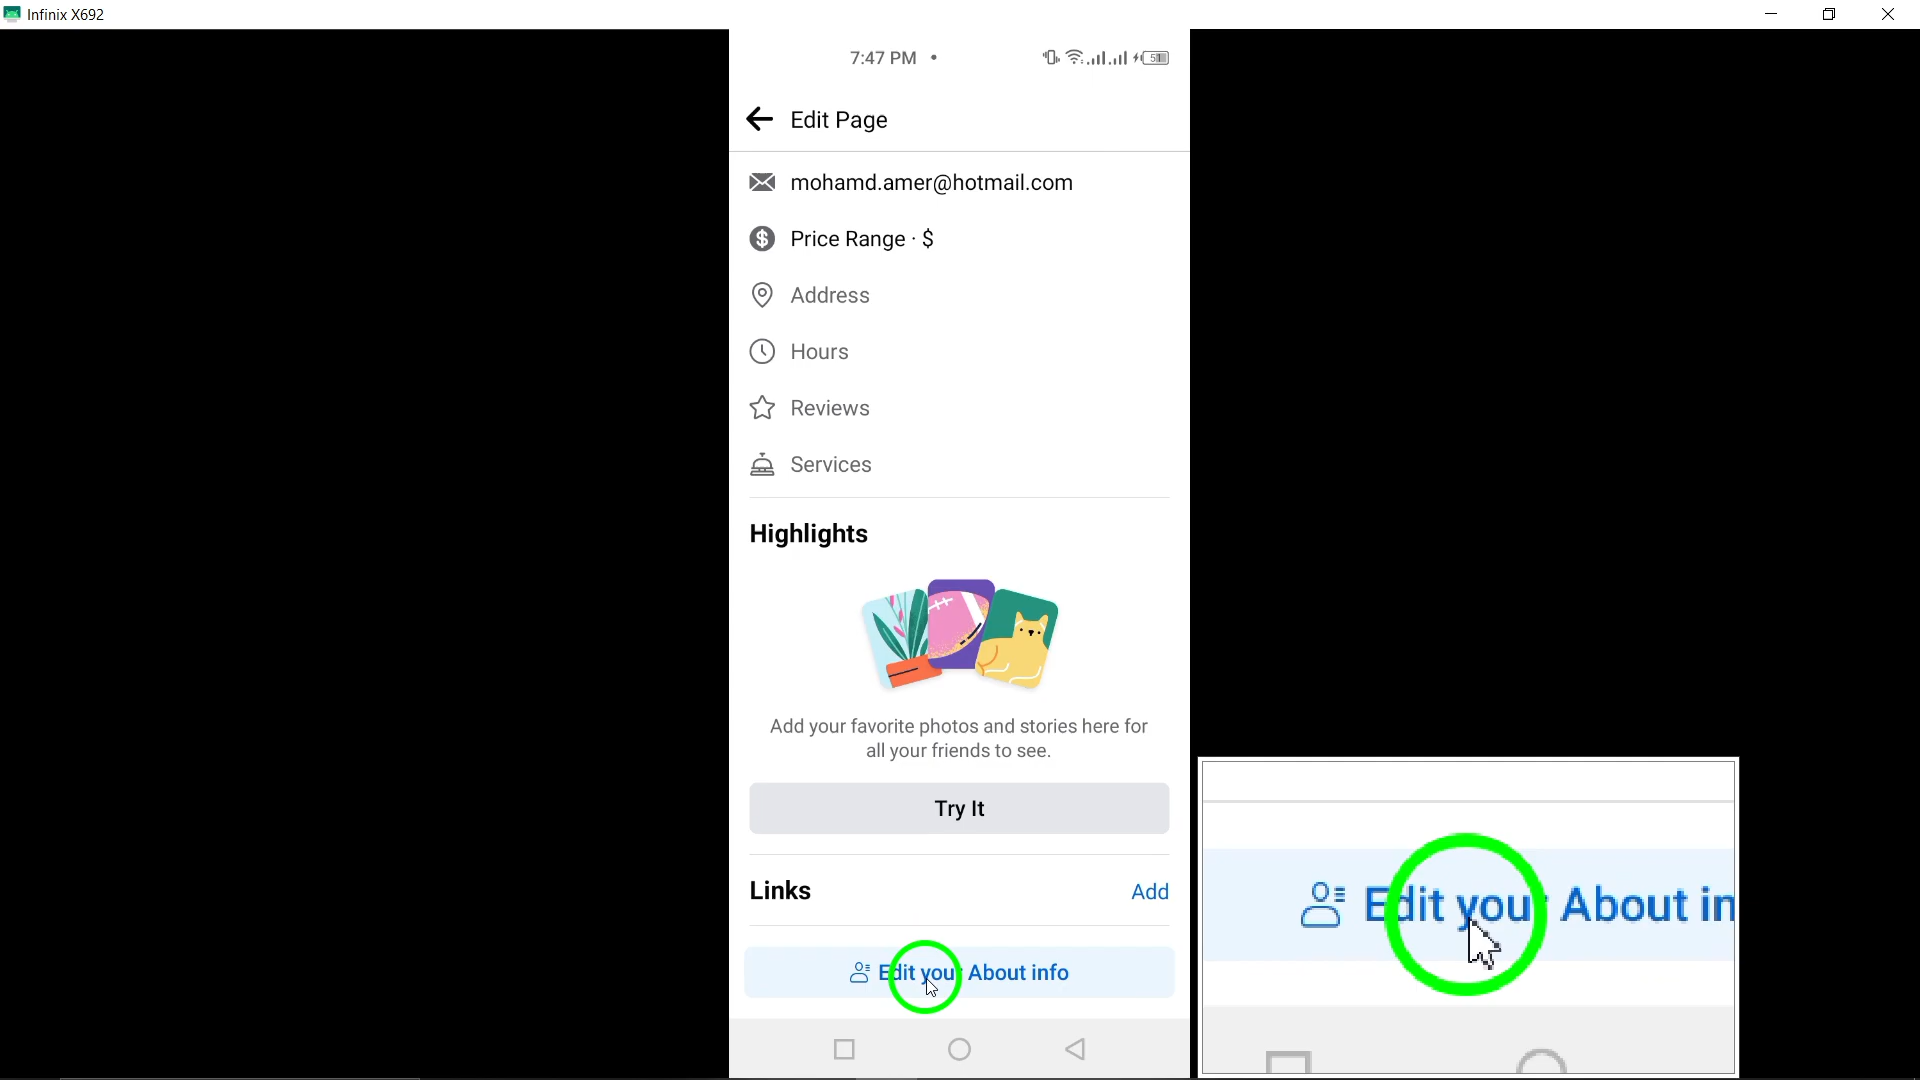 Infinix X692
7:47 PM
51
Edit Page
mohamd.amer@hotmail.com
Price Range · $
Address
Hours
Reviews
Services
Highlights
Add your favorite photos and stories here for
all your friends to see.
Try It
Links
Add
Edit your About info
Edit your About in